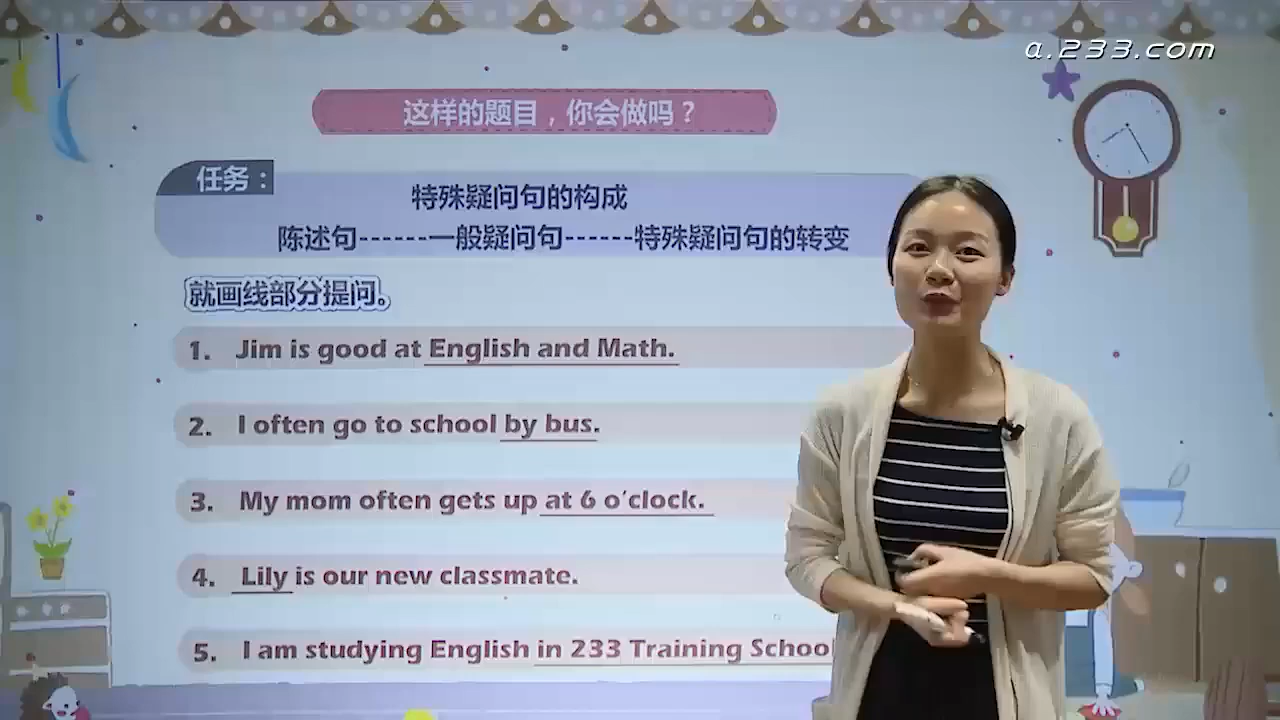 a.233.com
这样的题目，你会做吗？
任务：
特殊疑问句的构成
陈述句------一般疑问句------特殊疑问句的转变
就画线部分提问。
1. Jim is good at English and Math.
2. I often go to school by bus.
3. My mom often gets up at 6 o'clock.
4. Lily is our new classmate.
5. I am studying English in 233 Training School